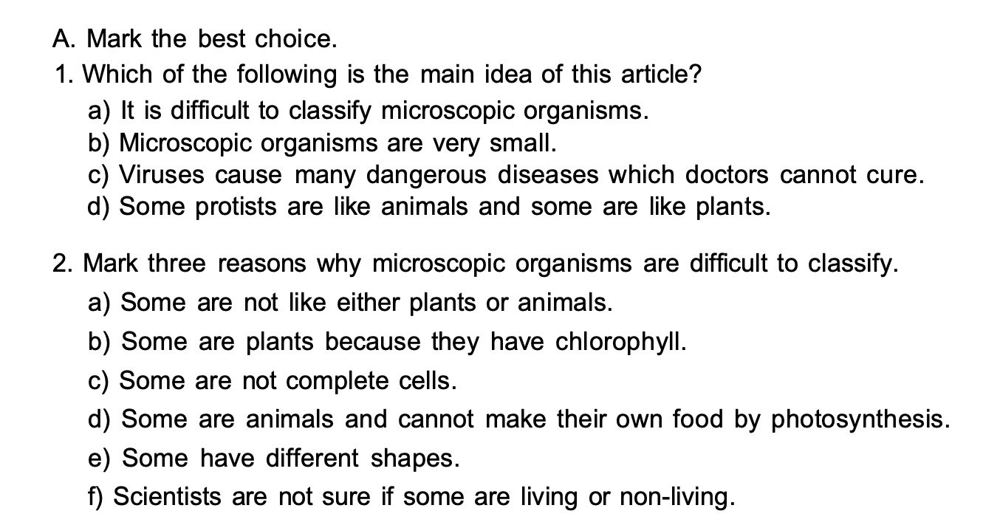 A. Mark the best choice.
1. Which of the following is the main idea of this article?
a) It is difficult to classify microscopic organisms.
b) Microscopic organisms are very small.
c) Viruses cause many dangerous diseases which doctors cannot cure.
d) Some protists are like animals and some are like plants.
2. Mark three reasons why microscopic organisms are difficult to classify.
a) Some are not like either plants or animals.
b) Some are plants because they have chlorophyll.
c) Some are not complete cells.
d) Some are animals and cannot make their own food by photosynthesis.
e) Some have different shapes.
f) Scientists are not sure if some are living or non-living.